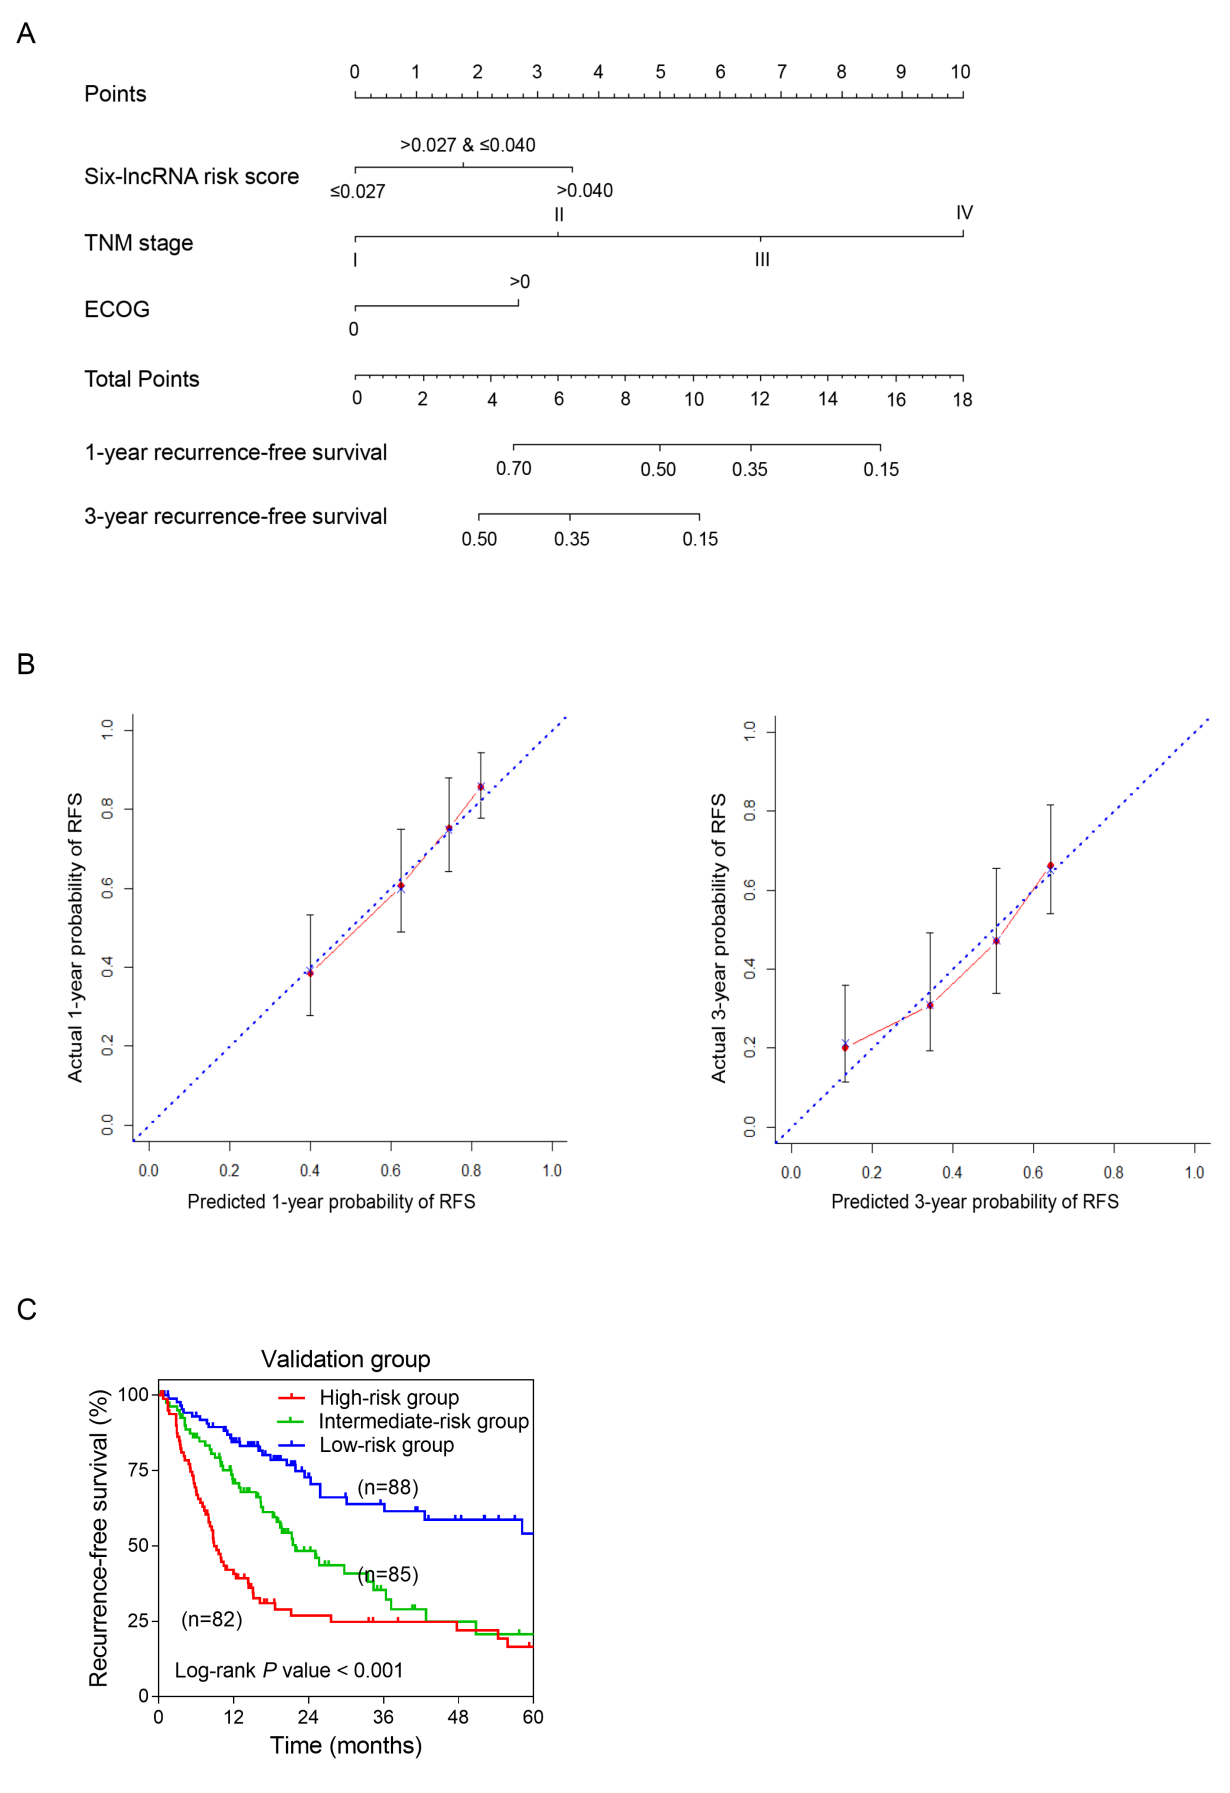 A
0 1 2 3 4 5 6 7 8 9 10
Points
>0.027 & ≤0.040
Six-lncRNA risk score
≤0.027 >0.040
II IV
TNM stage
I III
>0
ECOG
0
Total Points
0 2 4 6 8 10 12 14 16 18
1-year recurrence-free survival
0.70 0.50 0.35 0.15
3-year recurrence-free survival
0.50 0.35 0.15
B
Actual 1-year probability of RFS
1.0
0.8
0.6
0.4
0.2
0.0
0.0 0.2 0.4 0.6 0.8 1.0
Predicted 1-year probability of RFS
Actual 3-year probability of RFS
1.0
0.8
0.6
0.4
0.2
0.0
0.0 0.2 0.4 0.6 0.8 1.0
Predicted 3-year probability of RFS
C
Validation group
Recurrence-free survival (%)
100
75
50
25
0
High-risk group
Intermediate-risk group
Low-risk group
(n=88)
(n=85)
(n=82)
Log-rank P value < 0.001
0 12 24 36 48 60
Time (months)